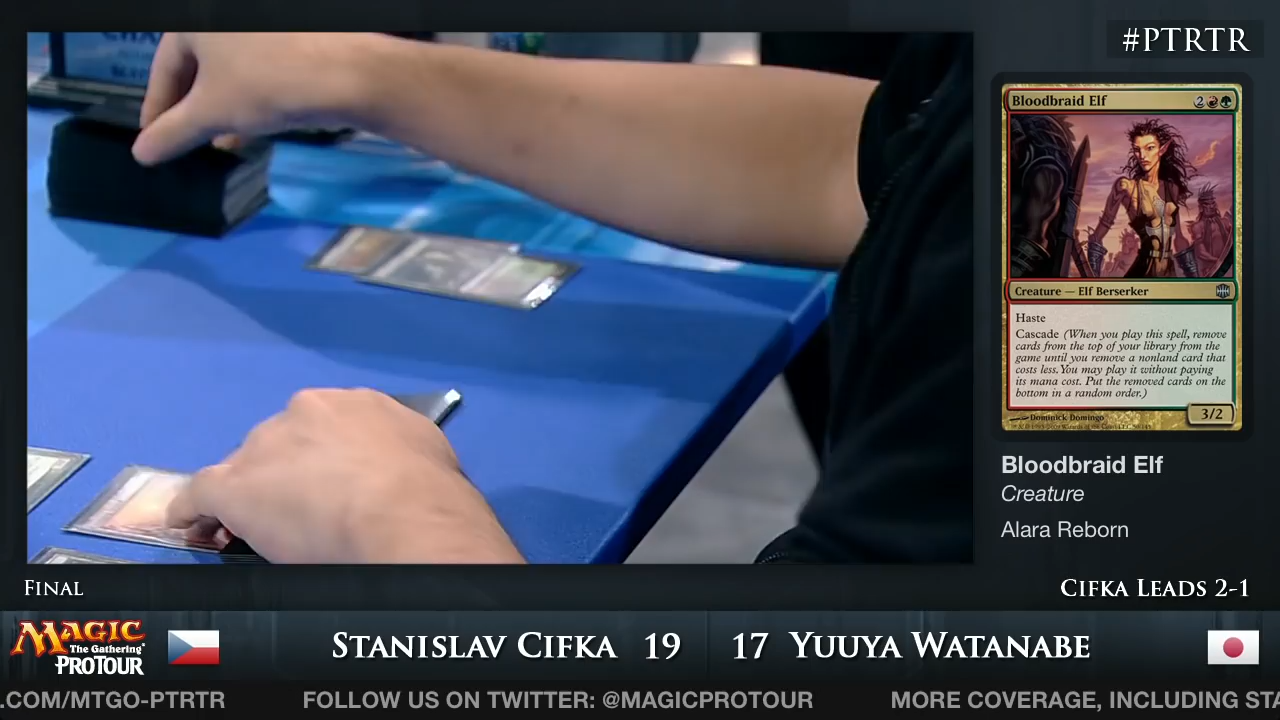 #PTRTR
Bloodbraid Elf
2
Creature — Elf Berserker
Haste
Cascade (When you play this spell, remove
cards from the top of your library from the
game until you remove a nonland card that
costs less. You may play it without paying
its mana cost. Put the removed cards on the
bottom in a random order.)
Dominick Domingo
3/2
Bloodbraid Elf
Creature
Alara Reborn
FINAL
CIFKA LEADS 2-1
MAGIC
The Gathering
PROTOUR
STANISLAV CIFKA 19
17 YUUYA WATANABE
.COM/MTGO-PTRTR FOLLOW US ON TWITTER: @MAGICPROTOUR MORE COVERAGE, INCLUDING STA